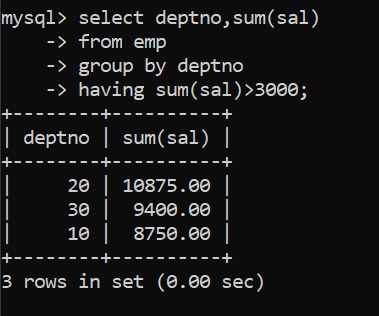 mysql> select deptno,sum(sal)
    -> from emp
    -> group by deptno
    -> having sum(sal)>3000;
+--------+----------+
| deptno | sum(sal) |
+--------+----------+
|     20 | 10875.00 |
|     30 |  9400.00 |
|     10 |  8750.00 |
+--------+----------+
3 rows in set (0.00 sec)